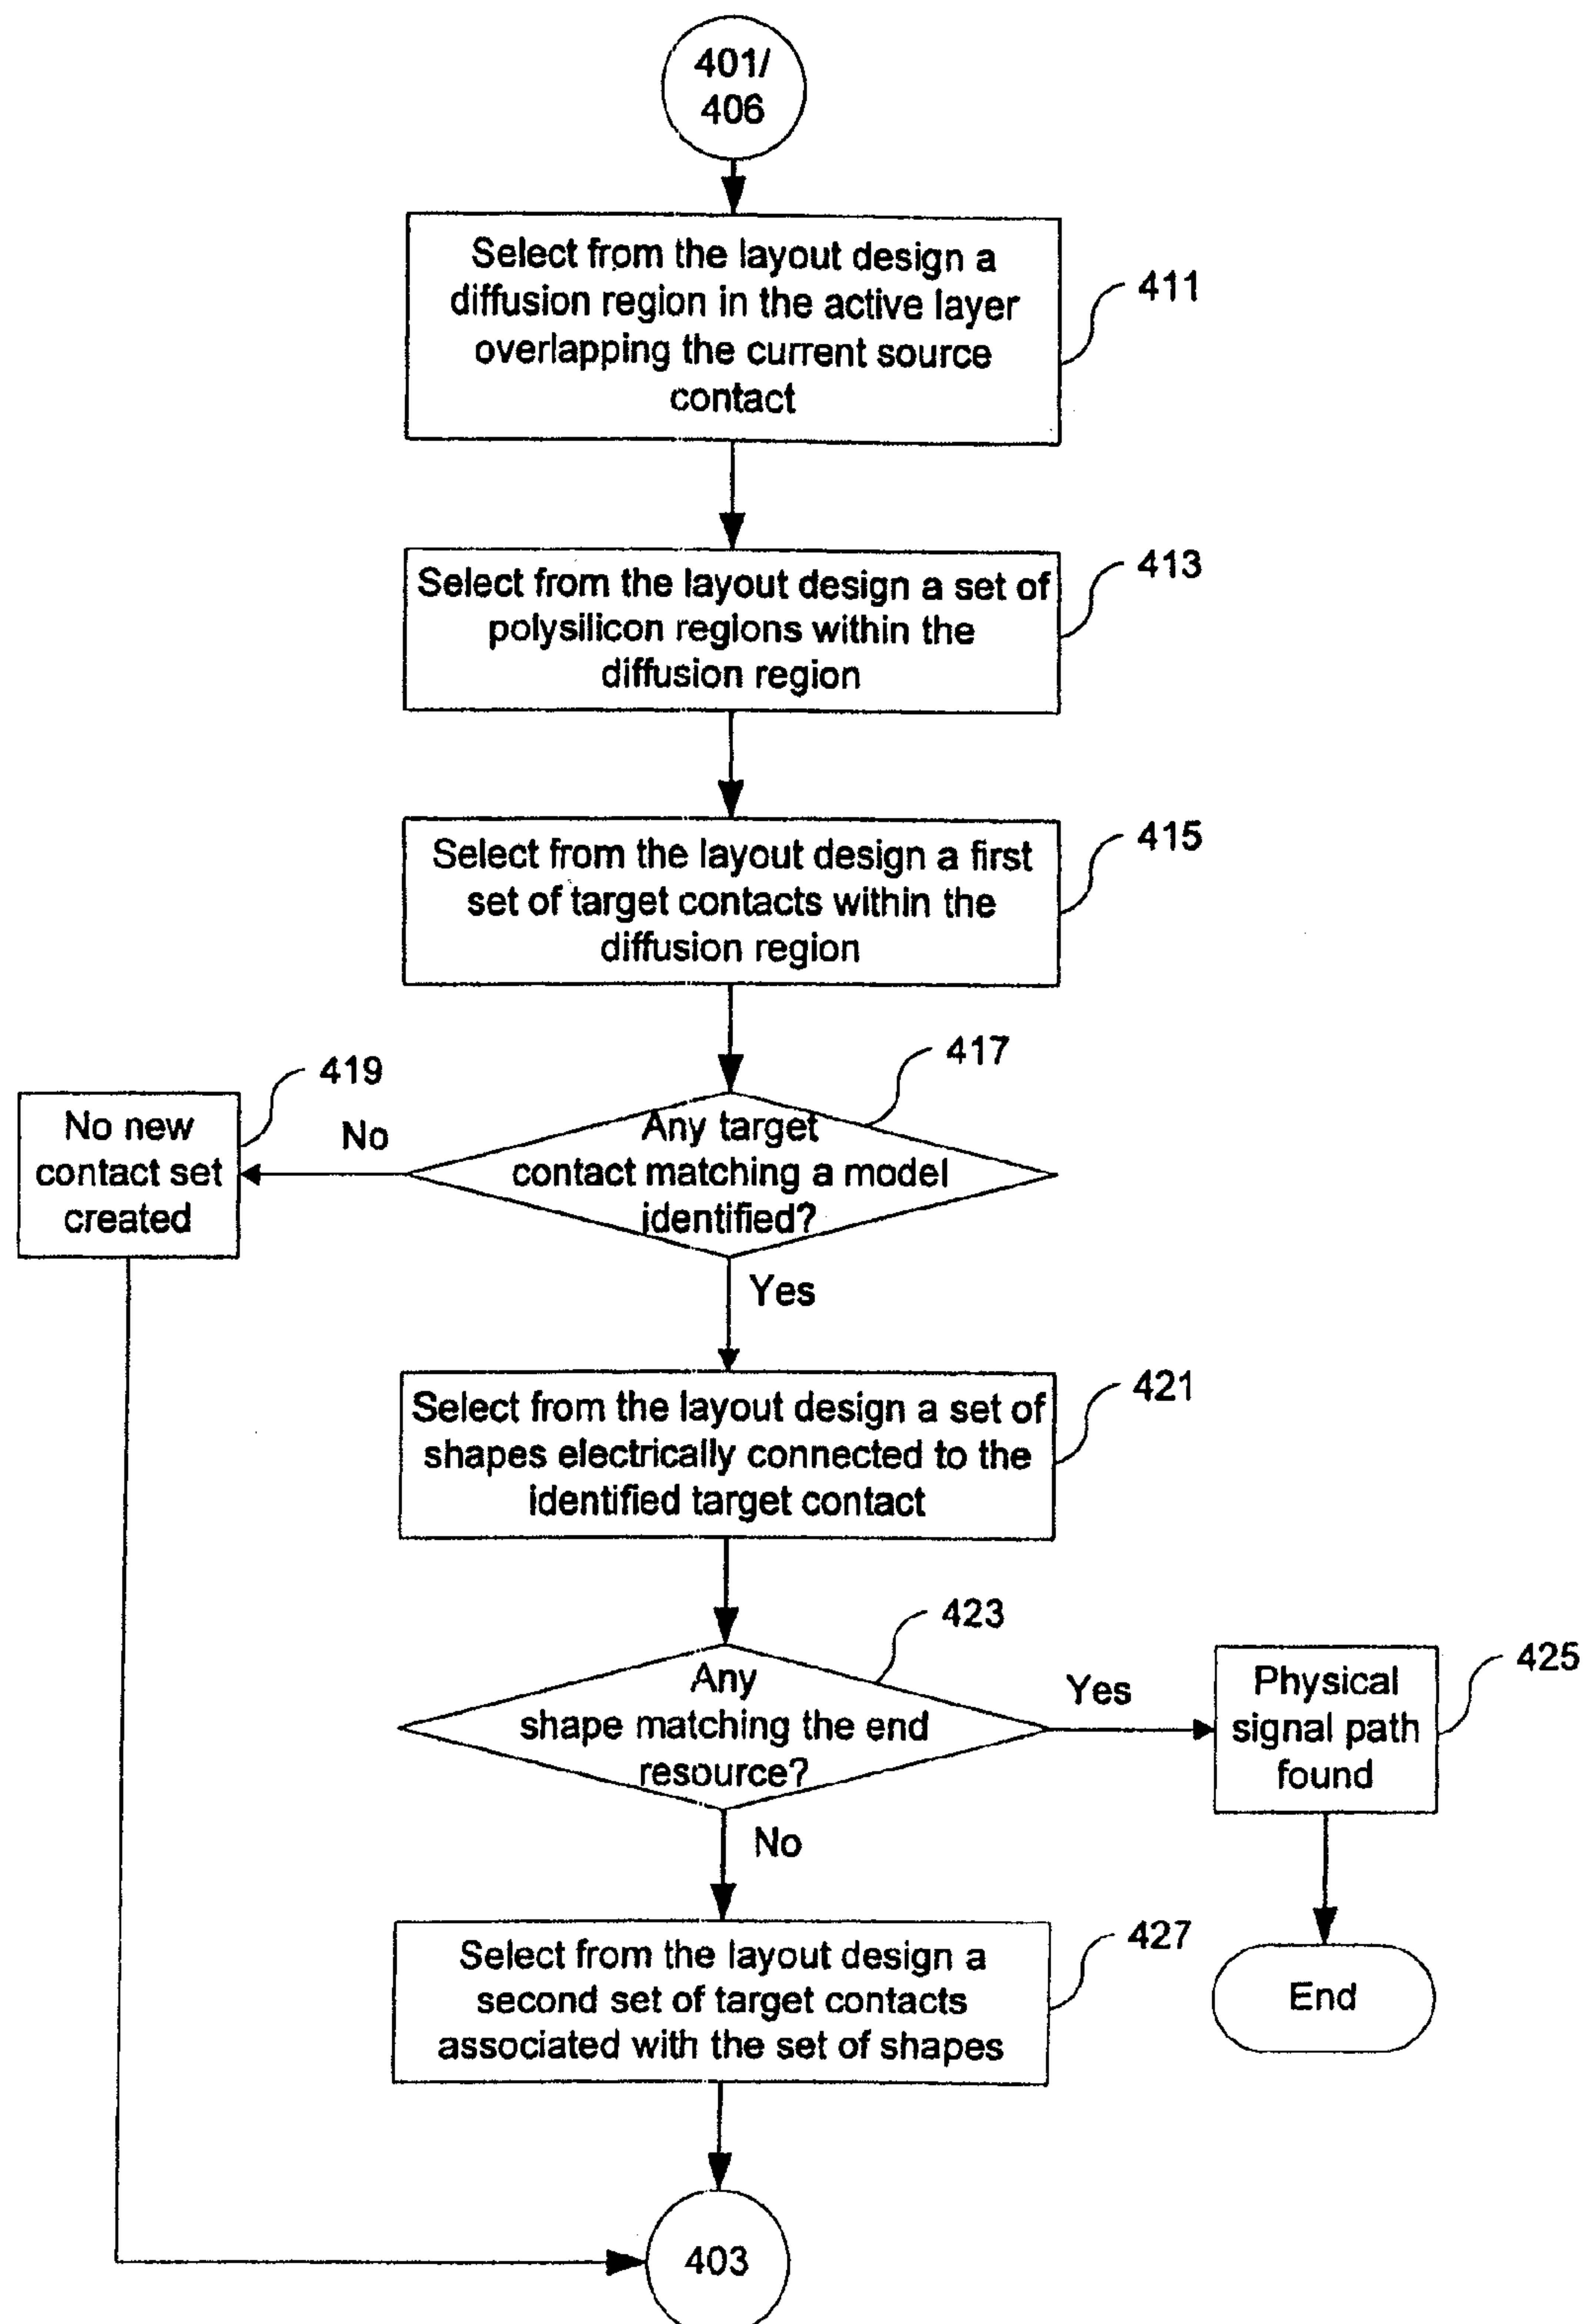 401/
406
Select from the layout design a
diffusion region in the active layer
overlapping the current source
contact
411
Select from the layout design a set of
polysilicon regions within the
diffusion region
413
Select from the layout design a first
set of target contacts within the
diffusion region
415
Any target
contact matching a model
identified?
417
No
No new
contact set
created
419
Yes
Select from the layout design a set of
shapes electrically connected to the
identified target contact
421
Any
shape matching the end
resource?
423
Yes
Physical
signal path
found
425
End
No
Select from the layout design a
second set of target contacts
associated with the set of shapes
427
403